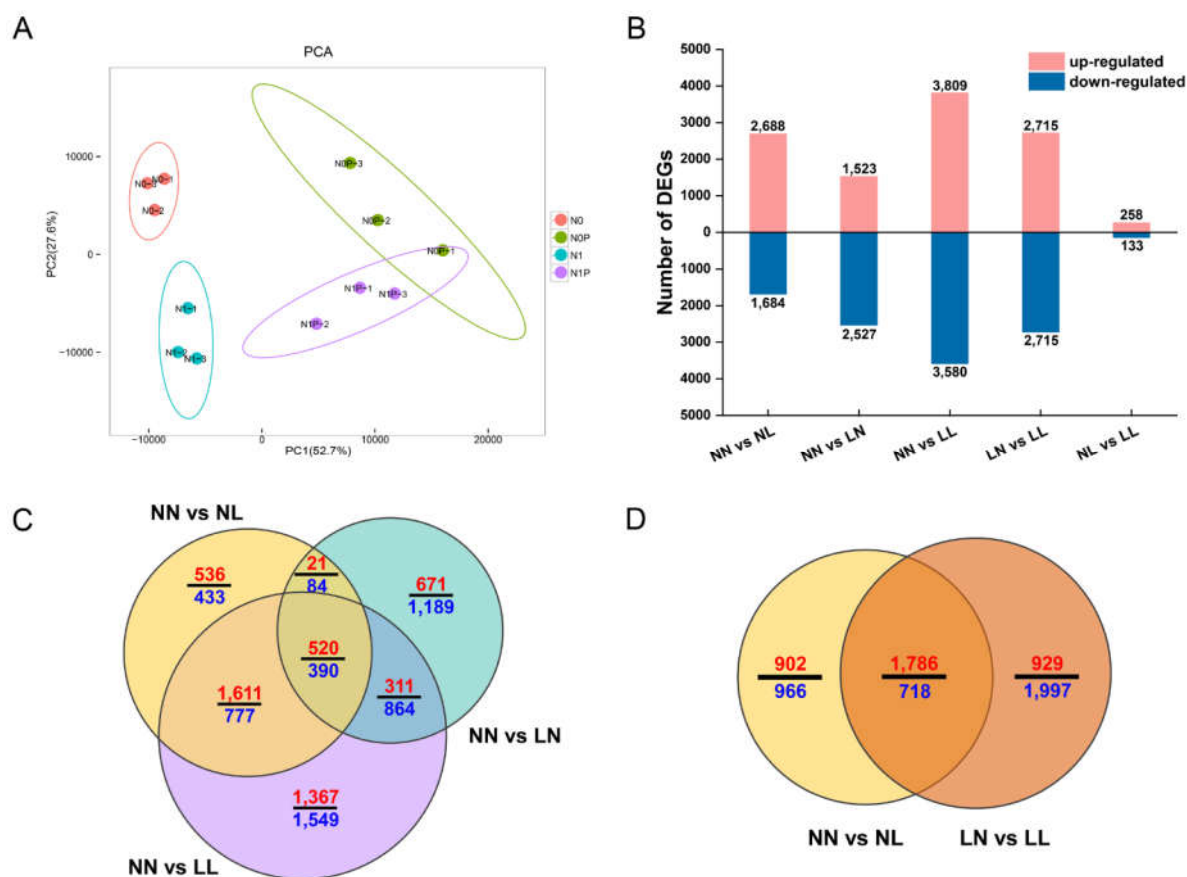 A
PCA
PC2(27.6%)
10000
0
−10000
−10000
0
10000
20000
PC1(52.7%)
N0−3
N0−1
N0−2
N0P−3
N0P−2
N0P−1
N1P−1
N1P−3
N1P−2
N1−1
N1−2
N1−3
N0
N0P
N1
N1P
B
up-regulated
down-regulated
Number of DEGs
5000
4000
3000
2000
1000
0
1000
2000
3000
4000
5000
2,688
1,523
3,809
2,715
258
1,684
2,527
3,580
2,715
133
NN vs NL
NN vs LN
NN vs LL
LN vs LL
NL vs LL
C
NN vs NL
536
433
21
84
671
1,189
520
390
1,611
777
311
864
NN vs LN
1,367
1,549
NN vs LL
D
902
966
1,786
718
929
1,997
NN vs NL
LN vs LL